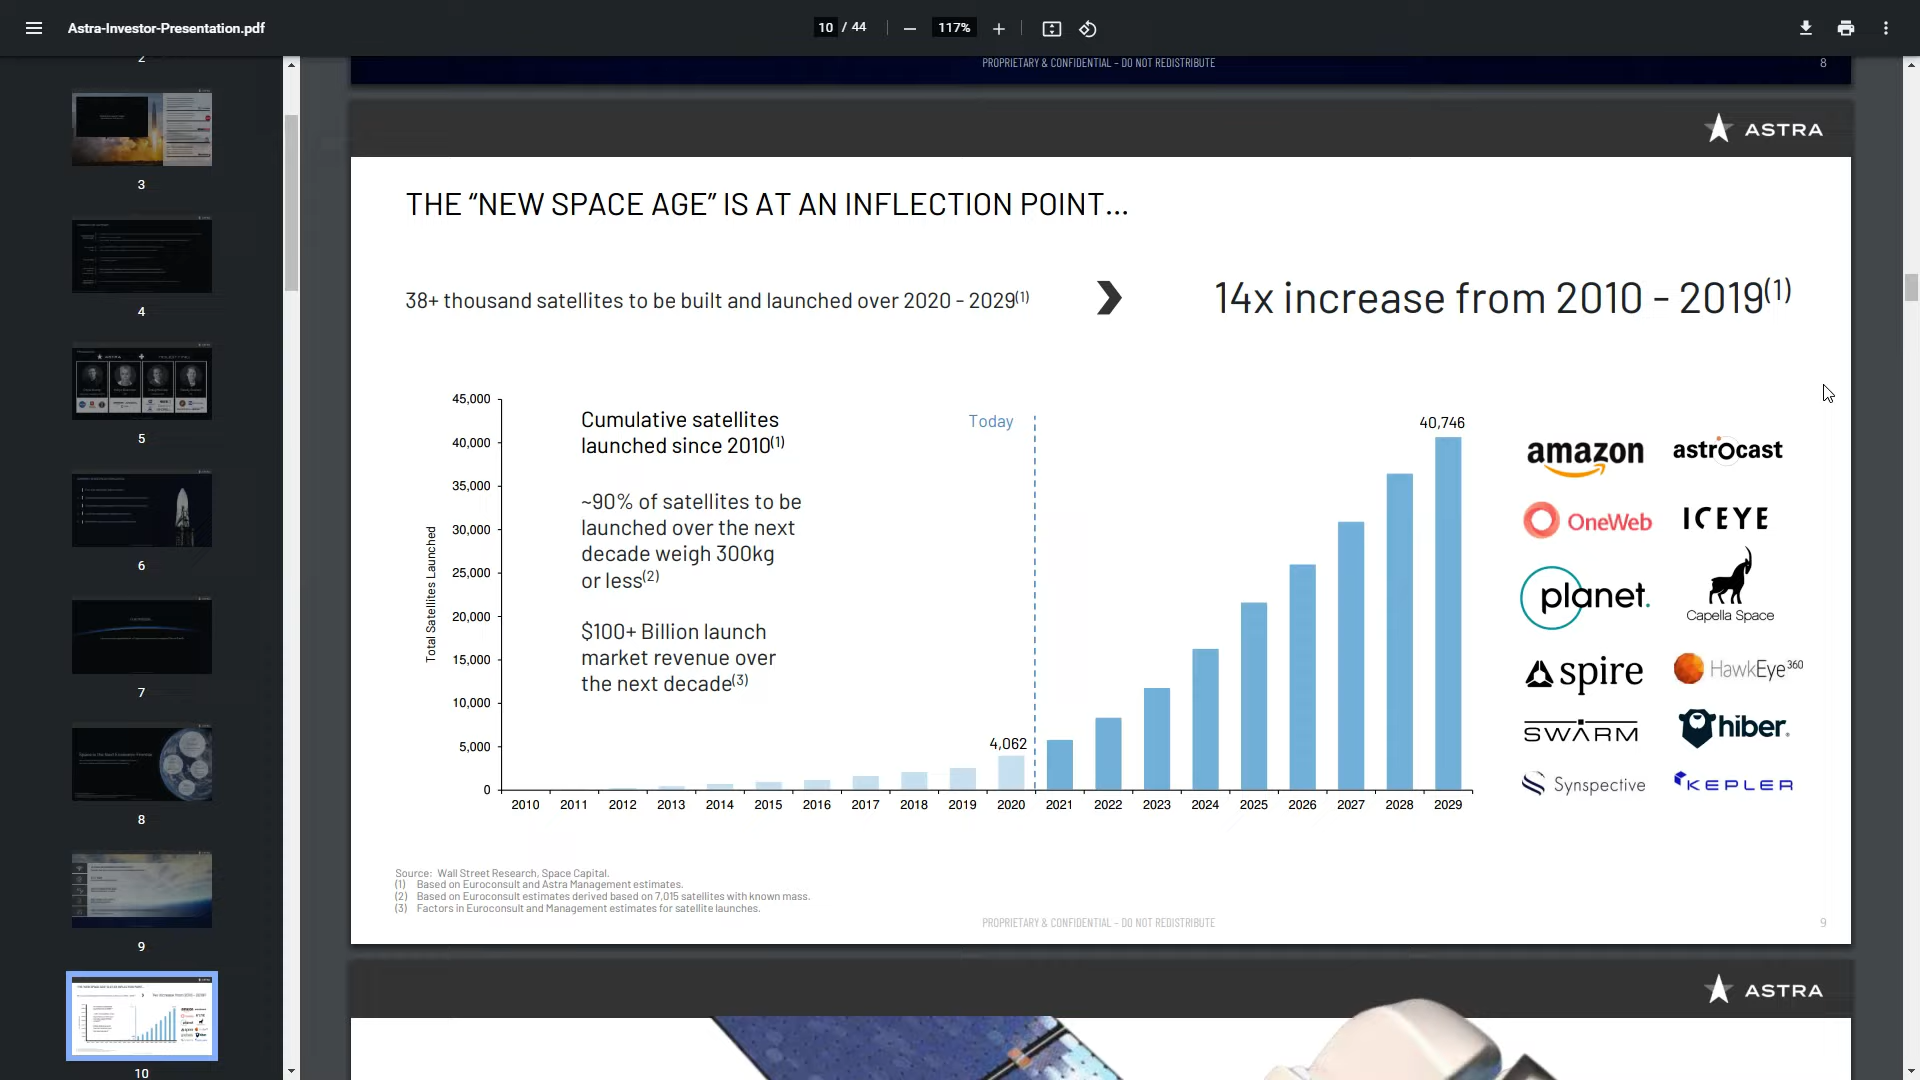 Astra-Investor-Presentation.pdf
10 / 44
117%
2
3
4
5
6
7
8
9
10
PROPRIETARY & CONFIDENTIAL – DO NOT REDISTRIBUTE
8
ASTRA
THE “NEW SPACE AGE” IS AT AN INFLECTION POINT...
38+ thousand satellites to be built and launched over 2020 - 2029(1)
14x increase from 2010 - 2019(1)
Total Satellites Launched
45,000
40,000
35,000
30,000
25,000
20,000
15,000
10,000
5,000
0
Cumulative satellites
launched since 2010(1)
~90% of satellites to be
launched over the next
decade weigh 300kg
or less(2)
$100+ Billion launch
market revenue over
the next decade(3)
Today
4,062
40,746
2010 2011 2012 2013 2014 2015 2016 2017 2018 2019 2020 2021 2022 2023 2024 2025 2026 2027 2028 2029
amazon
astrocast
OneWeb
ICEYE
planet.
Capella Space
spire
HawkEye 360
SWARM
hiber.
Synspective
KEPLER
Source: Wall Street Research, Space Capital.
(1) Based on Euroconsult and Astra Management estimates.
(2) Based on Euroconsult estimates derived based on 7,015 satellites with known mass.
(3) Factors in Euroconsult and Management estimates for satellite launches.
PROPRIETARY & CONFIDENTIAL – DO NOT REDISTRIBUTE
9
ASTRA